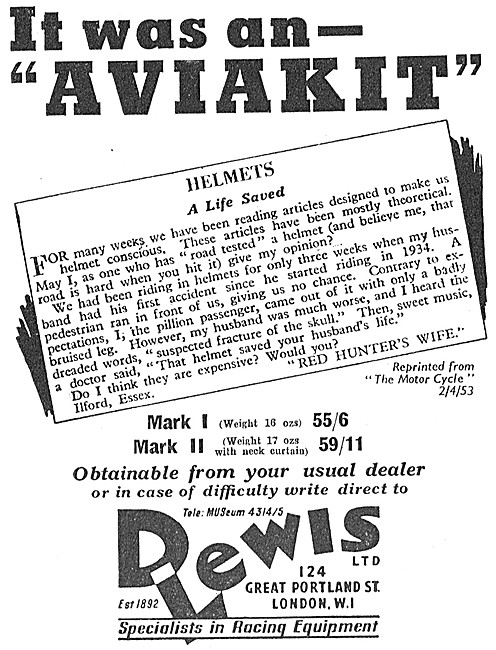 It was an—
"AVIAKIT"
HELMETS
A Life Saved
FOR many weeks we have been reading articles designed to make us
helmet conscious. These articles have been mostly theoretical.
May I, as one who has "road tested" a helmet (and believe me, that
road is hard when you hit it) give my opinion?
We had been riding in helmets for only three weeks when my hus-
band had his first accident since he started riding in 1934. A
pedestrian ran in front of us, giving us no chance. Contrary to ex-
pectations, I, the pillion passenger, came out of it with only a badly
bruised leg. However, my husband was much worse, and I heard the
dreaded words, "suspected fracture of the skull." Then, sweet music,
a doctor said, "That helmet saved your husband's life."
Do I think they are expensive? Would you?
Ilford, Essex. "RED HUNTER'S WIFE."
Reprinted from
"The Motor Cycle"
2/4/53
Mark I (Weight 16 ozs) 55/6
Mark II (Weight 17 ozs with neck curtain) 59/11
Obtainable from your usual dealer
or in case of difficulty write direct to
Tele: MUSeum 4314/5
D Lewis
LTD
124
GREAT PORTLAND ST.
Est 1892 LONDON, W.1
Specialists in Racing Equipment